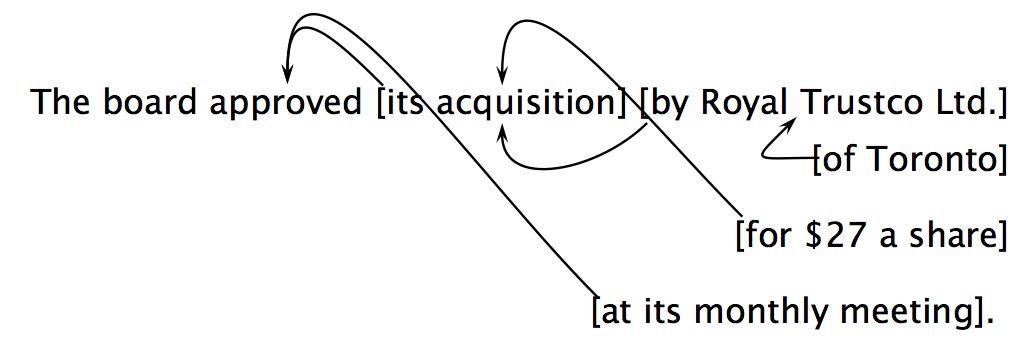 The board approved [its acquisition] [by Royal Trustco Ltd.]
[of Toronto]
[for $27 a share]
[at its monthly meeting].